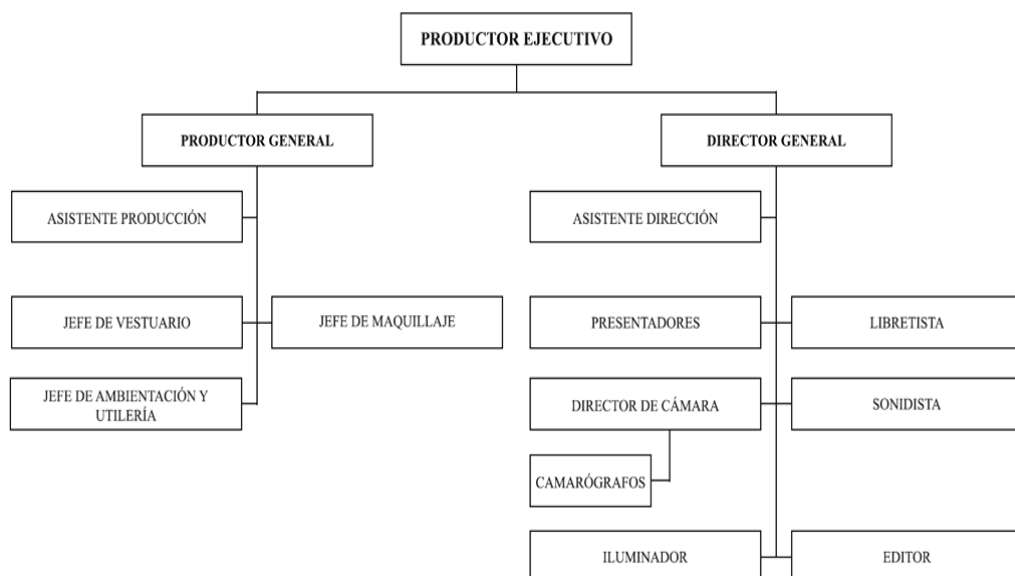 PRODUCTOR EJECUTIVO
PRODUCTOR GENERAL
DIRECTOR GENERAL
ASISTENTE PRODUCCIÓN
ASISTENTE DIRECCIÓN
JEFE DE VESTUARIO
JEFE DE MAQUILLAJE
PRESENTADORES
LIBRETISTA
JEFE DE AMBIENTACIÓN Y
UTILERÍA
DIRECTOR DE CÁMARA
SONIDISTA
CAMARÓGRAFOS
ILUMINADOR
EDITOR